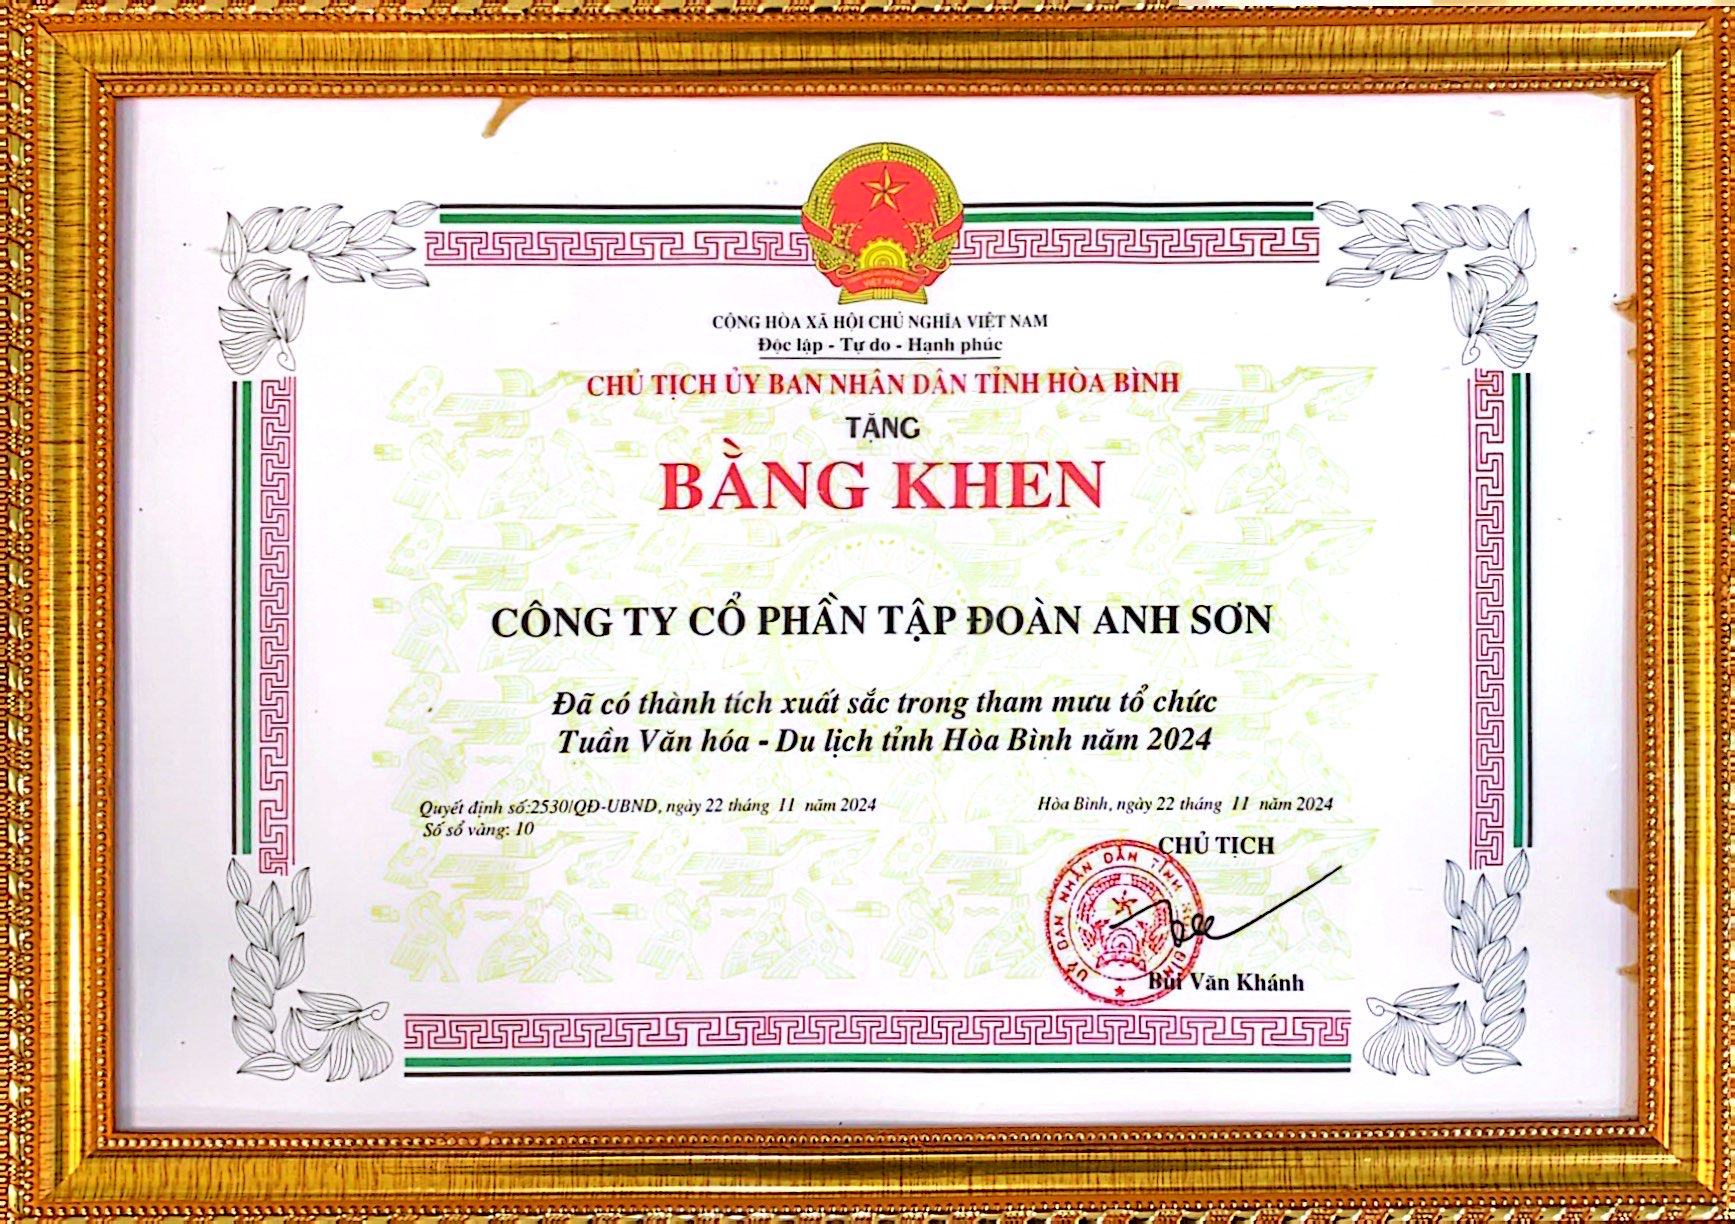 VIỆT NAM
CỘNG HÒA XÃ HỘI CHỦ NGHĨA VIỆT NAM
Độc lập - Tự do - Hạnh phúc
CHỦ TỊCH ỦY BAN NHÂN DÂN TỈNH HÒA BÌNH
TẶNG
BẰNG KHEN
CÔNG TY CỔ PHẦN TẬP ĐOÀN ANH SƠN
Đã có thành tích xuất sắc trong tham mưu tổ chức
Tuần Văn hóa - Du lịch tỉnh Hòa Bình năm 2024
Quyết định số:2530/QĐ-UBND, ngày 22 tháng 11 năm 2024
Số sổ vàng: 10
Hòa Bình, ngày 22 tháng 11 năm 2024
CHỦ TỊCH
ỦY BAN NHÂN DÂN TỈNH HÒA BÌNH
Bùi Văn Khánh